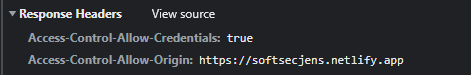 Response Headers View source
Access-Control-Allow-Credentials: true
Access-Control-Allow-Origin: https://softsecjens.netlify.app